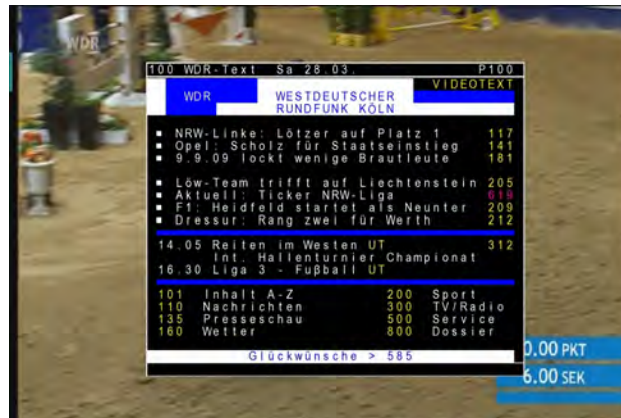 WDR
100 WDR-Text Sa 28.03. P100
VIDEOTEXT
WDR WESTDEUTSCHER
RUNDFUNK KÖLN
▪ NRW-Linke: Lötzer auf Platz 1 117
▪ Opel: Scholz für Staatseinstieg 141
▪ 9.9.09 lockt wenige Brautleute 181
▪ Löw-Team trifft auf Liechtenstein 205
▪ Aktuell: Ticker NRW-Liga 619
▪ F1: Heidfeld startet als Neunter 209
▪ Dressur: Rang zwei für Werth 212
14.05 Reiten im Westen UT 312
Int. Hallenturnier Championat
16.30 Liga 3 - Fußball UT
101 Inhalt A-Z 200 Sport
110 Nachrichten 300 TV/Radio
135 Presseschau 500 Service
160 Wetter 800 Dossier
Glückwünsche > 585
0.00 PKT
6.00 SEK